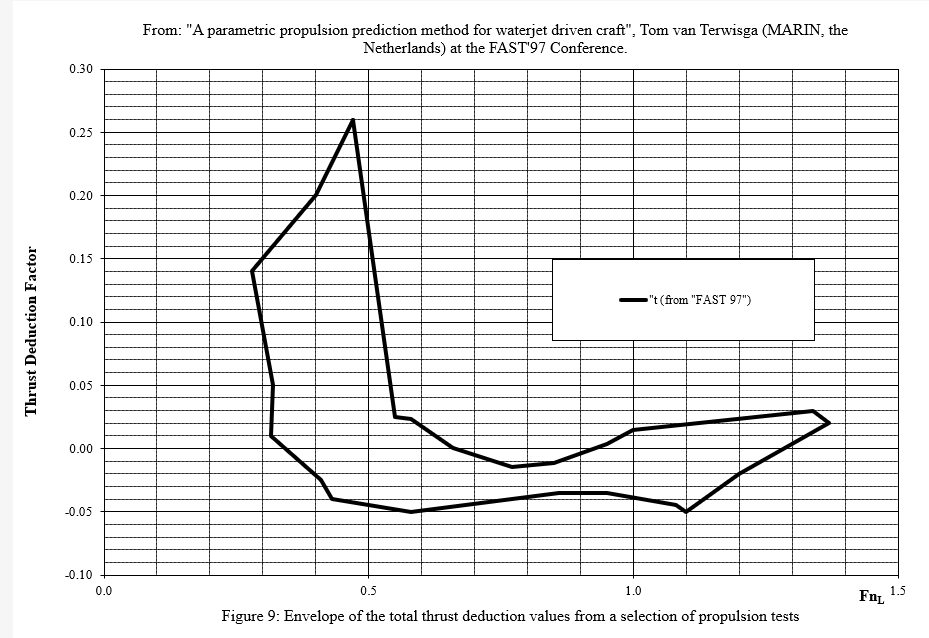 From: "A parametric propulsion prediction method for waterjet driven craft", Tom van Terwisga (MARIN, the
Netherlands) at the FAST'97 Conference.
Thrust Deduction Factor
0.30
0.25
0.20
0.15
0.10
0.05
0.00
-0.05
-0.10
"t (from "FAST 97")
0.0
0.5
1.0
1.5
FnL
Figure 9: Envelope of the total thrust deduction values from a selection of propulsion tests